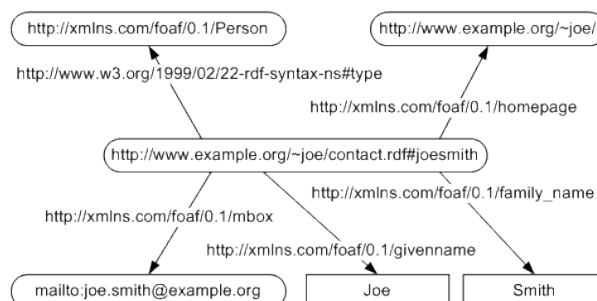 http://xmlns.com/foaf/0.1/Person
http://www.example.org/~joe/
http://www.w3.org/1999/02/22-rdf-syntax-ns#type
http://xmlns.com/foaf/0.1/homepage
http://www.example.org/~joe/contact.rdf#joesmith
http://xmlns.com/foaf/0.1/family_name
http://xmlns.com/foaf/0.1/mbox
http://xmlns.com/foaf/0.1/givenname
mailto:joe.smith@example.org
Joe
Smith